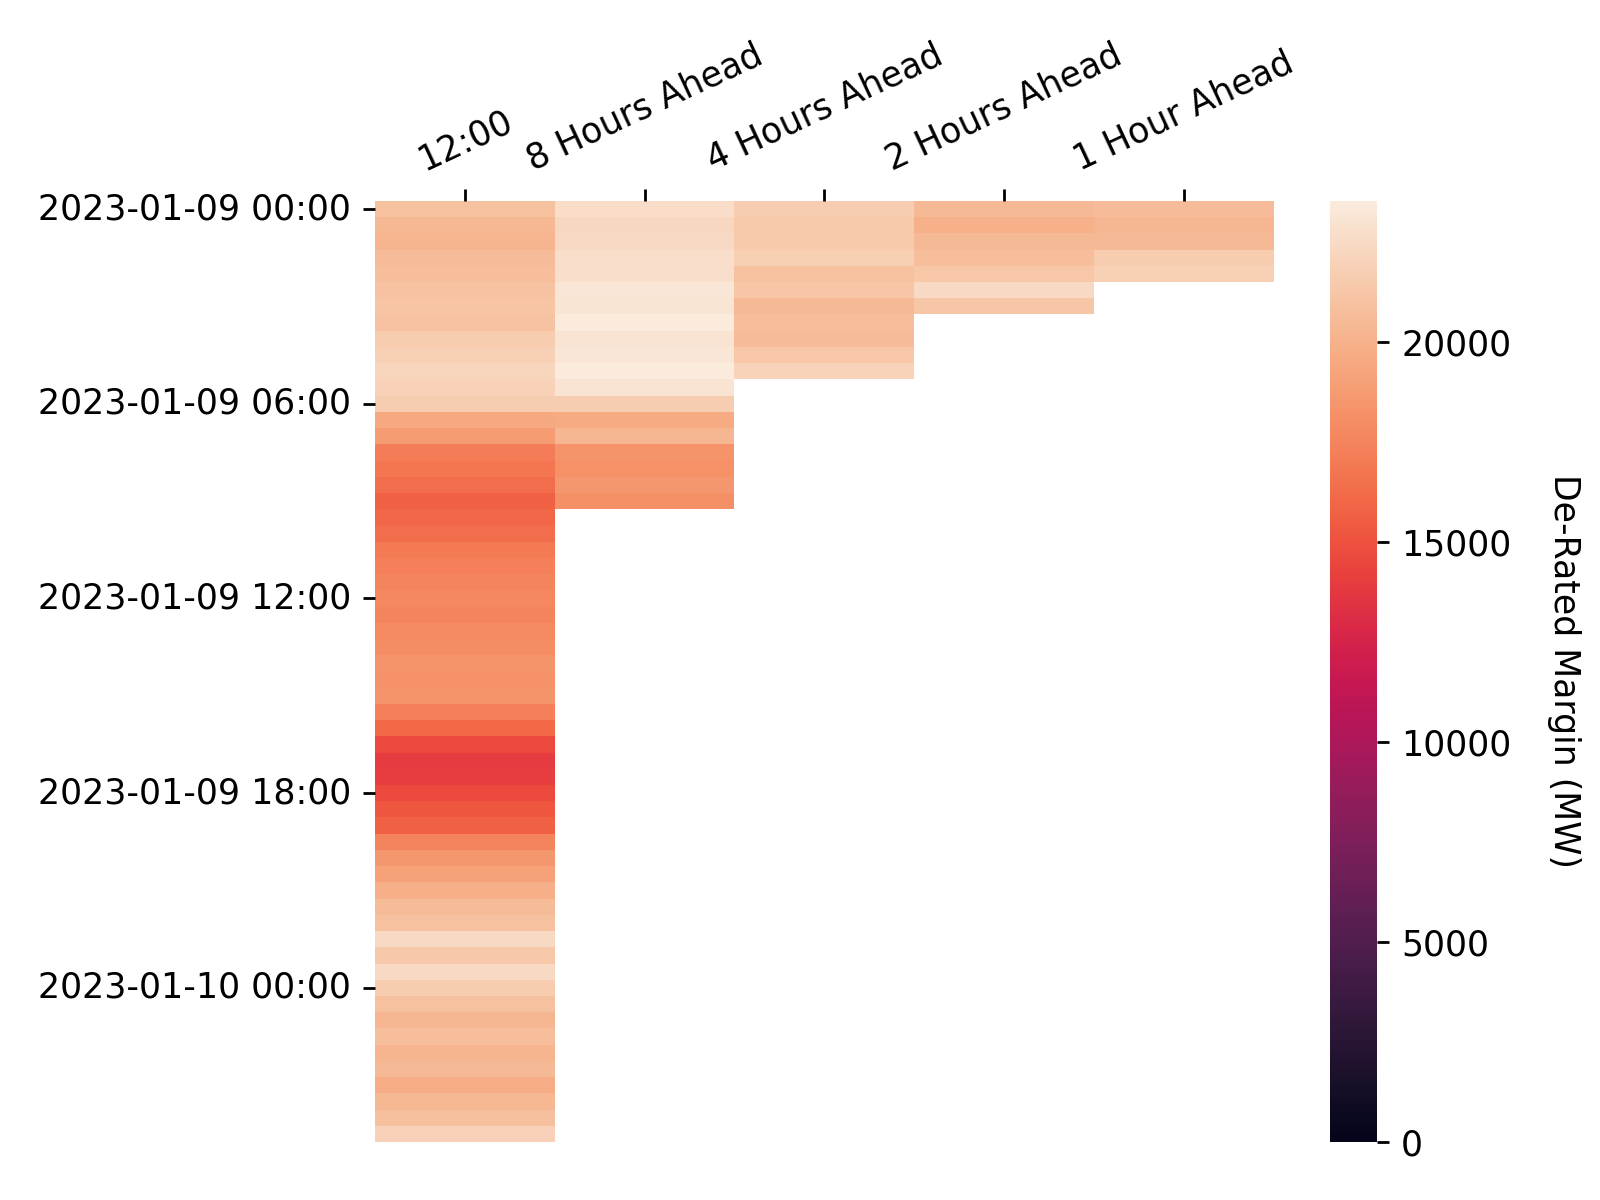 12:00
8 Hours Ahead
4 Hours Ahead
2 Hours Ahead
1 Hour Ahead
2023-01-09 00:00
2023-01-09 06:00
2023-01-09 12:00
2023-01-09 18:00
2023-01-10 00:00
20000
15000
10000
5000
0
De-Rated Margin (MW)